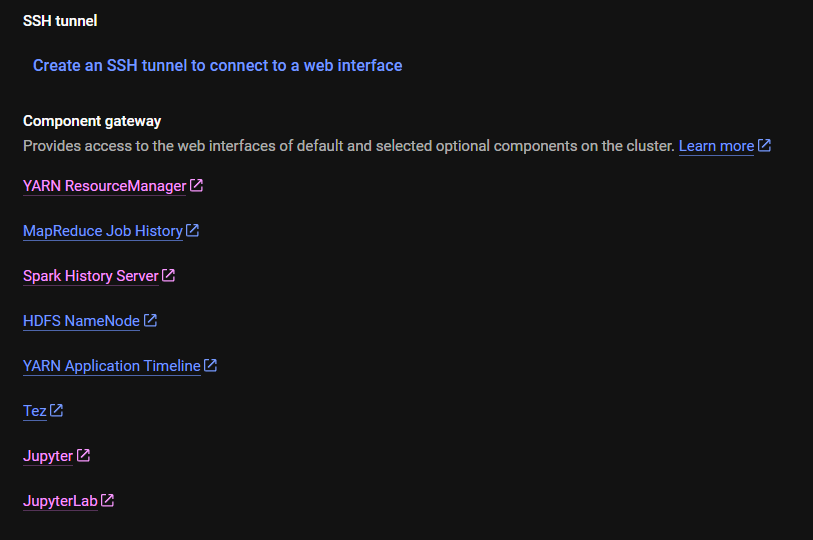 SSH tunnel
Create an SSH tunnel to connect to a web interface
Component gateway
Provides access to the web interfaces of default and selected optional components on the cluster. Learn more
YARN ResourceManager
MapReduce Job History
Spark History Server
HDFS NameNode
YARN Application Timeline
Tez
Jupyter
JupyterLab